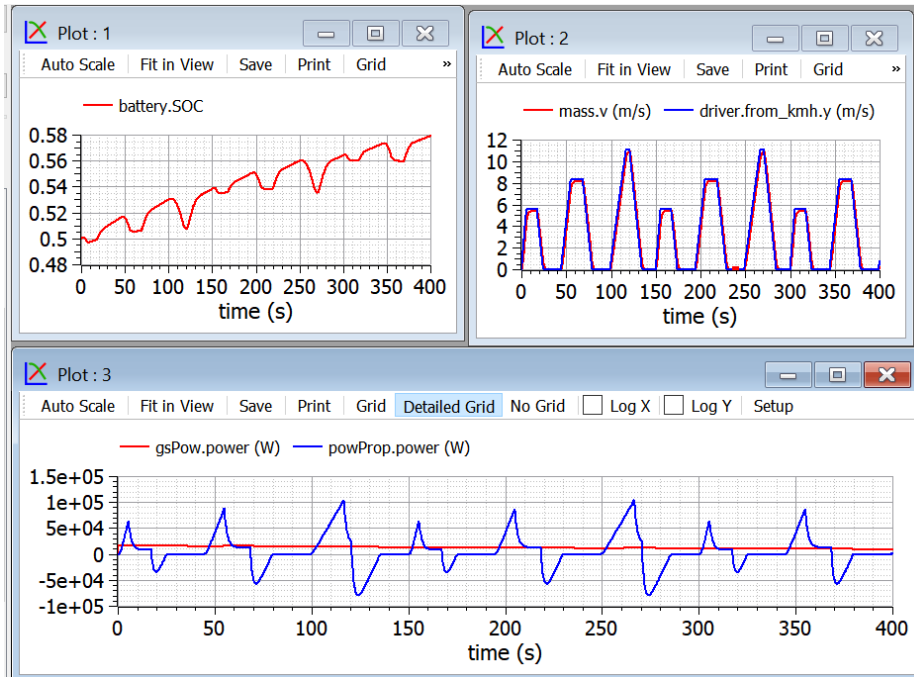 Plot : 1
Auto Scale Fit in View Save Print Grid »
battery.SOC
0.58
0.56
0.54
0.52
0.5
0.48
0 50 100 150 200 250 300 350 400
time (s)
Plot : 2
Auto Scale Fit in View Save Print Grid »
mass.v (m/s) driver.from_kmh.y (m/s)
12
10
8
6
4
2
0
0 50 100 150 200 250 300 350 400
time (s)
Plot : 3
Auto Scale Fit in View Save Print Grid Detailed Grid No Grid Log X Log Y Setup
gsPow.power (W) powProp.power (W)
1.5e+05
1e+05
5e+04
0
-5e+04
-1e+05
0 50 100 150 200 250 300 350 400
time (s)